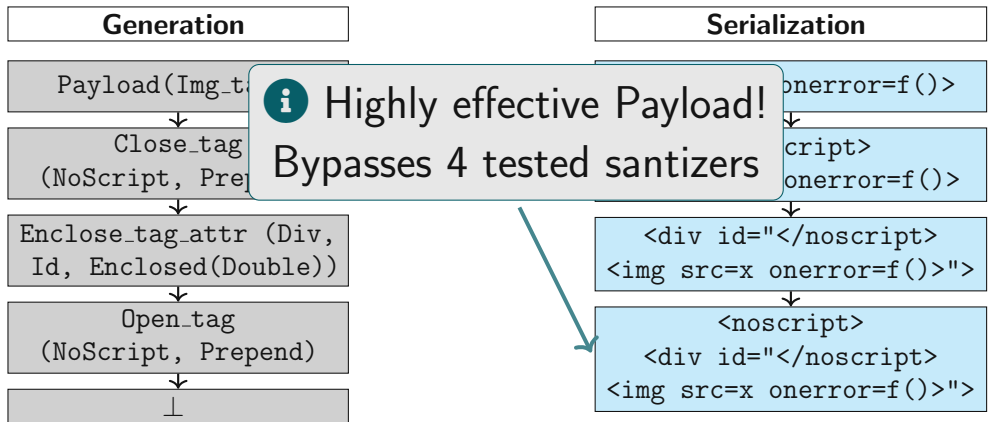 Generation
Payload(Img_ta
Close_tag
(NoScript, Prep
Enclose_tag_attr (Div,
Id, Enclosed(Double))
Open_tag
(NoScript, Prepend)
⊥
Highly effective Payload!
Bypasses 4 tested santizers
Serialization
onerror=f()>
cript>
onerror=f()>
<div id="</noscript>
<img src=x onerror=f()>">
<noscript>
<div id="</noscript>
<img src=x onerror=f()>">